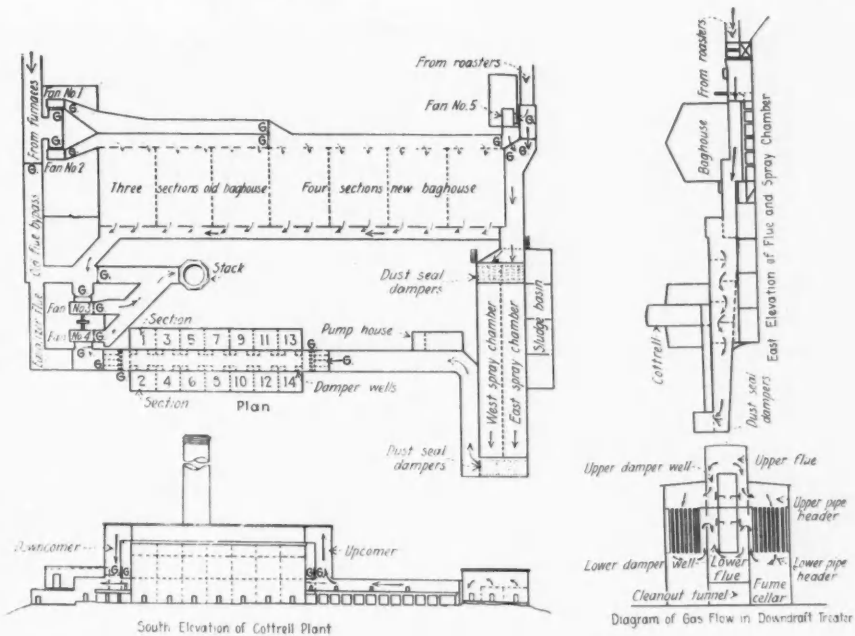 From furnaces
Fan No.1
Fan No.2
G.
From roasters
Fan No.5
G.
Three sections old baghouse
Four sections new baghouse
Old flue bypass
Stack
Fan No.3
Fan No.4
Section
1 3 5 7 9 11 13
2 4 6
10 12 14
Section
Plan
Damper wells
Pump house
Dust seal
dampers
West spray chamber
East spray chamber
Sludge basin
Dust seal
dampers
From roasters
Baghouse
Cottrell
Dust seal
dampers
East Elevation of Flue and Spray Chamber
Downcomer
Upcomer
South Elevation of Cottrell Plant
Upper damper well
Upper flue
Upper pipe
header
Lower damper
well
Lower
flue
Lower pipe
header
Cleanout tunnel
Fume
cellar
Diagram of Gas Flow in Downdraft Treater